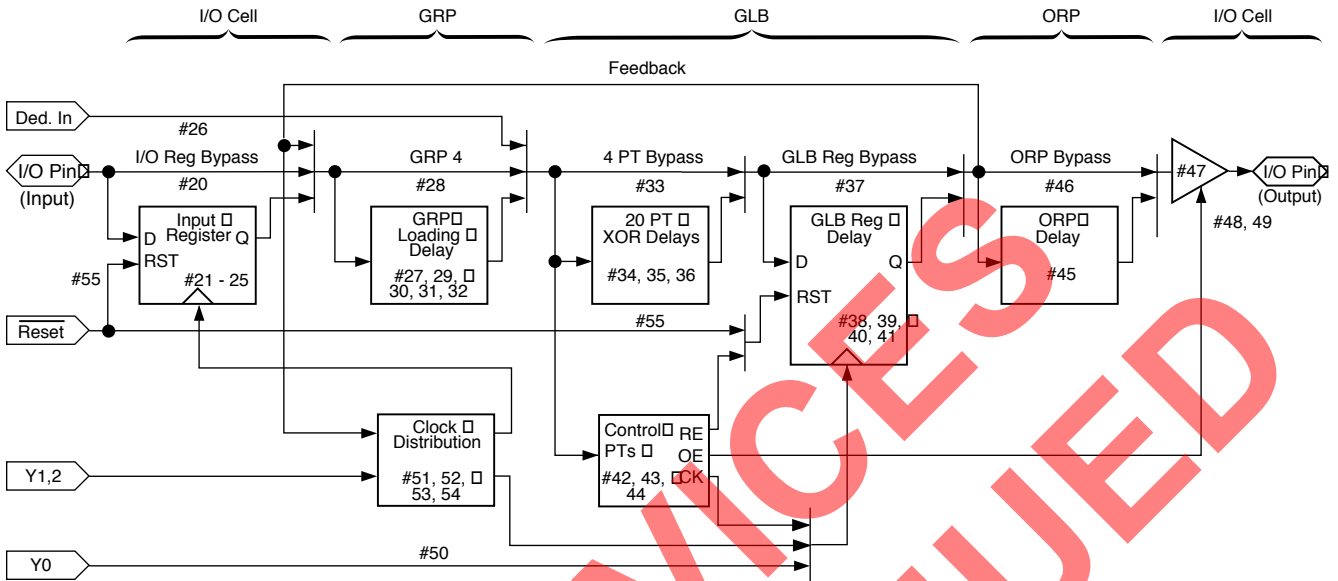 I/O Cell GRP GLB ORP I/O Cell
Feedback
Ded. In
#26
I/O Reg Bypass GRP 4 4 PT Bypass GLB Reg Bypass ORP Bypass
I/O Pin
(Input)
#20 #28 #33 #37 #46
#47
I/O Pin
(Output)
#48, 49
Input
Register
D Q
RST
#21 - 25
#55
GRP
Loading
Delay
#27, 29,
30, 31, 32
20 PT
XOR Delays
#34, 35, 36
GLB Reg
Delay
D Q
RST
#38, 39,
40, 41
ORP
Delay
#45
Reset
#55
Clock
Distribution
#51, 52,
53, 54
Control
PTs
RE
OE
CK
#42, 43,
44
Y1,2
Y0
#50
VICES
UED